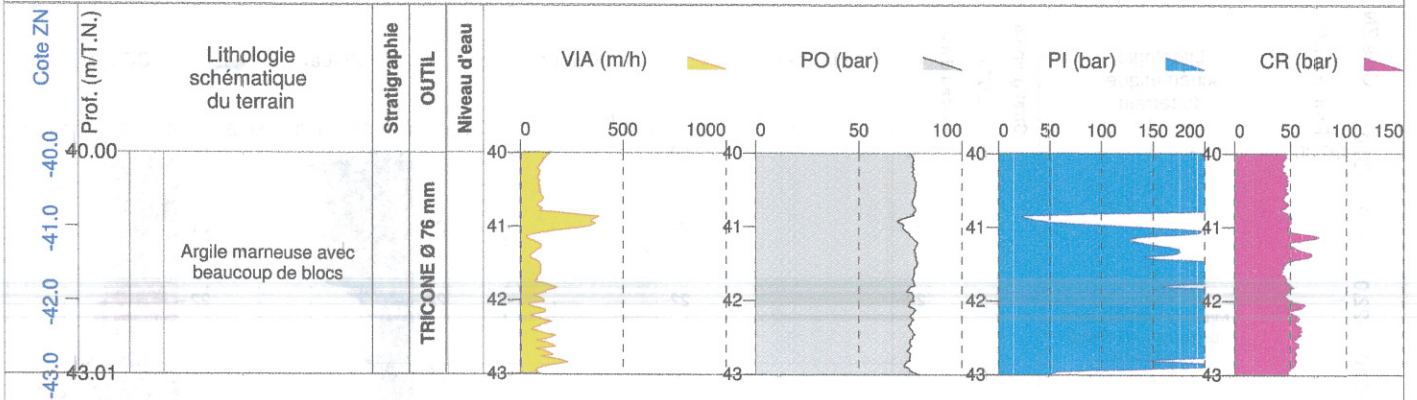 Cote ZN
Prof. (m/T.N.)
Lithologie
schématique
du terrain
Stratigraphie
OUTIL
Niveau d'eau
VIA (m/h)
PO (bar)
PI (bar)
CR (bar)
0 500 1000
0 50 100
0 50 100 150 200
0 50 100 150
-40.0
-41.0
-42.0
-43.0
40.00
43.01
Argile marneuse avec
beaucoup de blocs
TRICONE Ø 76 mm
40
41
42
43
40
41
42
43
40
41
42
43
40
41
42
43